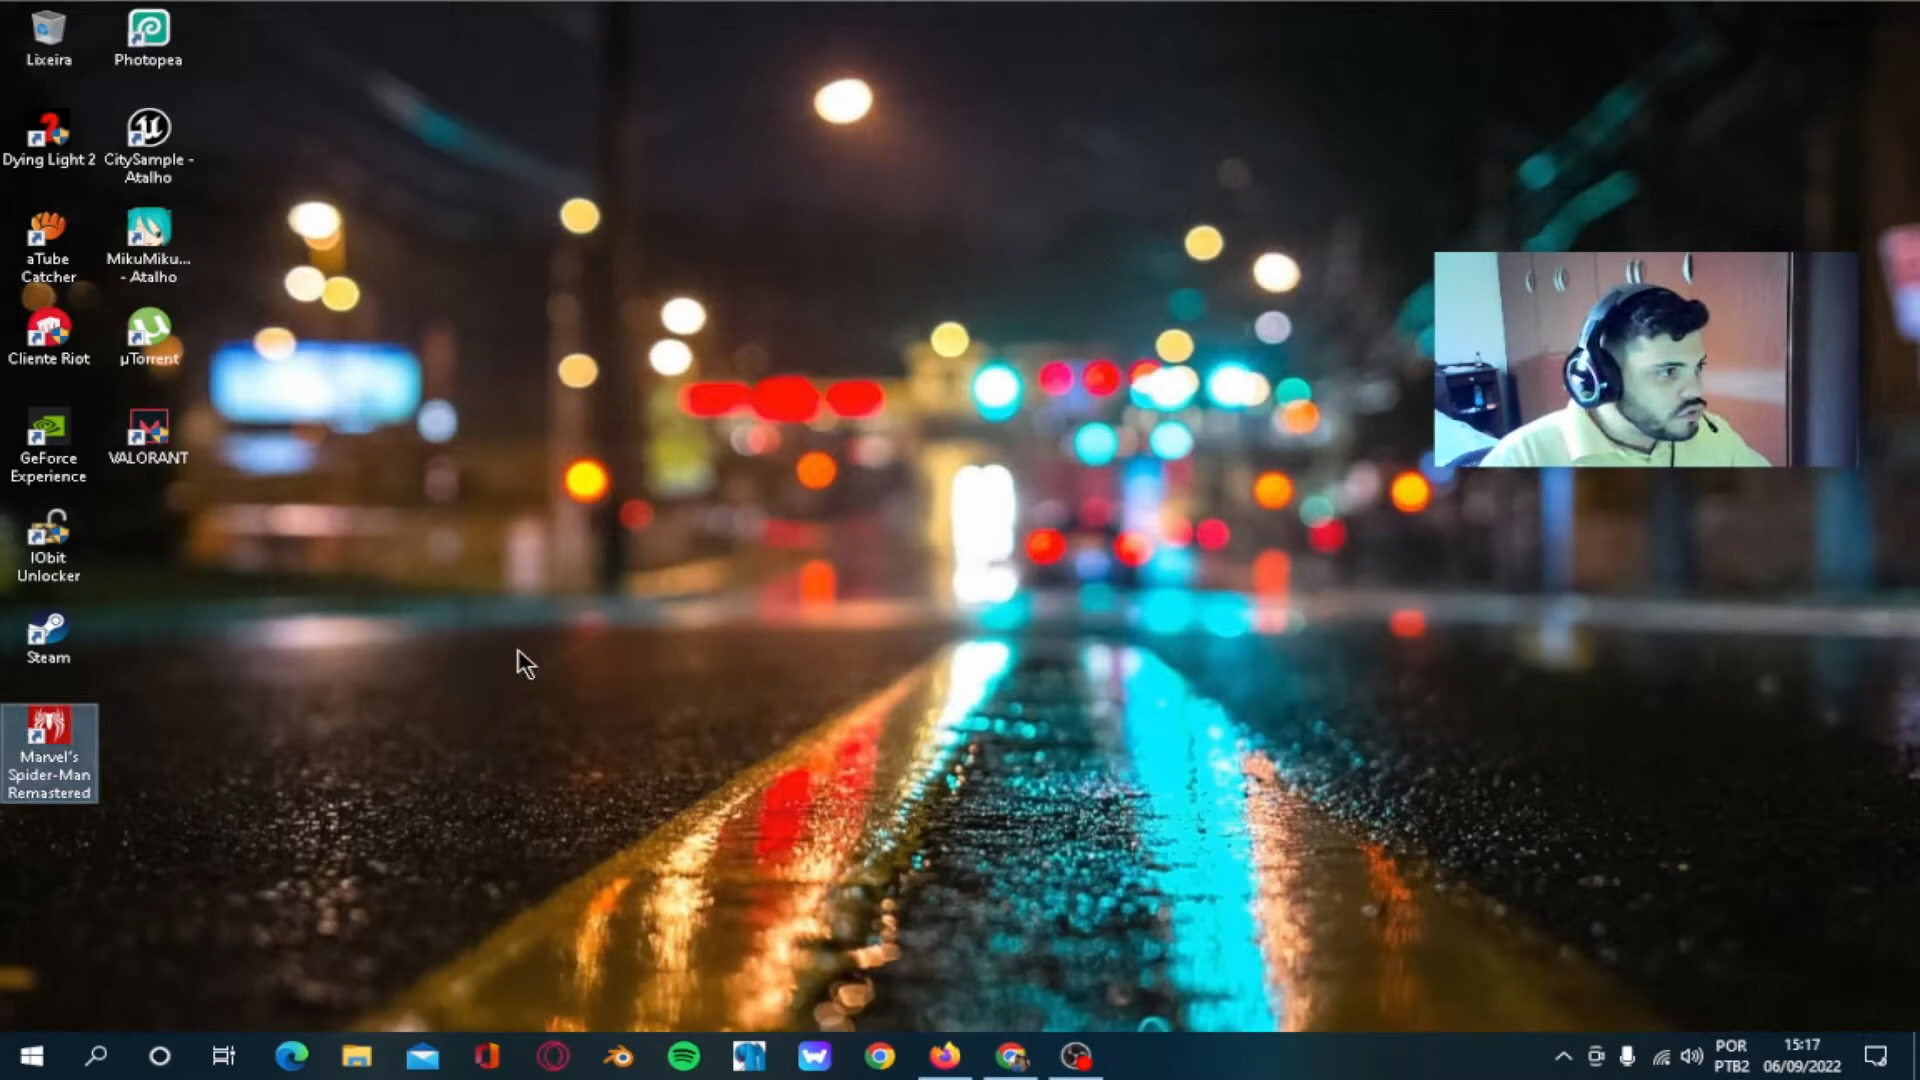 Lixeira
Photopea
Dying Light 2
CitySample -
Atalho
aTube
Catcher
MikuMiku...
- Atalho
Cliente Riot
µTorrent
GeForce
Experience
VALORANT
IObit
Unlocker
Steam
Marvel's
Spider-Man
Remastered
POR
PTB2
15:17
06/09/2022